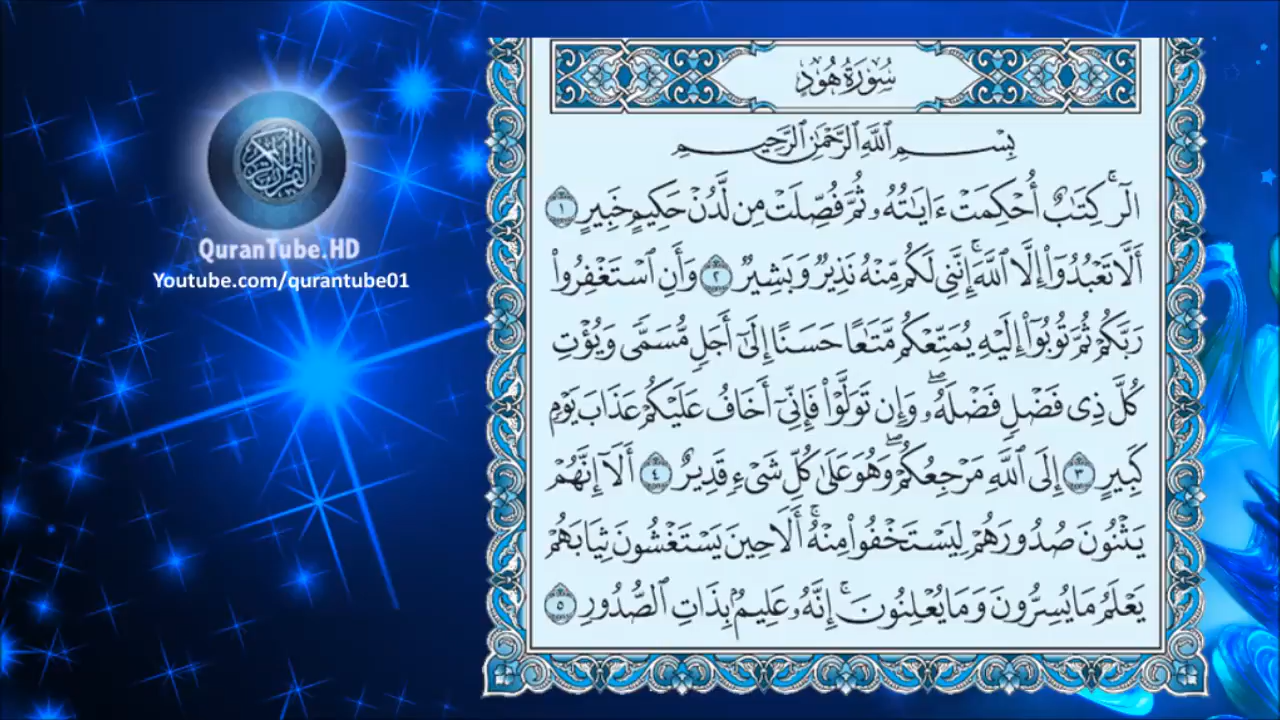 القرآن الكريم
QuranTube.HD
Youtube.com/qurantube01
سُورَةُ هُودٍ
بِسْمِ ٱللَّهِ ٱلرَّحْمَٰنِ ٱلرَّحِيمِ
الٓر ۚ كِتَٰبٌ أُحْكِمَتْ ءَايَٰتُهُۥ ثُمَّ فُصِّلَتْ مِن لَّدُنْ حَكِيمٍ خَبِيرٍ ١
أَلَّا تَعْبُدُوٓا۟ إِلَّا ٱللَّهَ ۚ إِنَّنِى لَكُم مِّنْهُ نَذِيرٌ وَبَشِيرٌ ٢ وَأَنِ ٱسْتَغْفِرُوا۟
رَبَّكُمْ ثُمَّ تُوبُوٓا۟ إِلَيْهِ يُمَتِّعْكُم مَّتَٰعًا حَسَنًا إِلَىٰٓ أَجَلٍ مُّسَمًّى وَيُؤْتِ
كُلَّ ذِى فَضْلٍ فَضْلَهُۥ ۖ وَإِن تَوَلَّوْا۟ فَإِنِّىٓ أَخَافُ عَلَيْكُمْ عَذَابَ يَوْمٍ
كَبِيرٍ ٣ إِلَى ٱللَّهِ مَرْجِعُكُمْ ۖ وَهُوَ عَلَىٰ كُلِّ شَىْءٍ قَدِيرٌ ٤ أَلَآ إِنَّهُمْ
يَثْنُونَ صُدُورَهُمْ لِيَسْتَخْفُوا۟ مِنْهُ ۚ أَلَا حِينَ يَسْتَغْشُونَ ثِيَابَهُمْ
يَعْلَمُ مَا يُسِرُّونَ وَمَا يُعْلِنُونَ ۚ إِنَّهُۥ عَلِيمٌۢ بِذَاتِ ٱلصُّدُورِ ٥